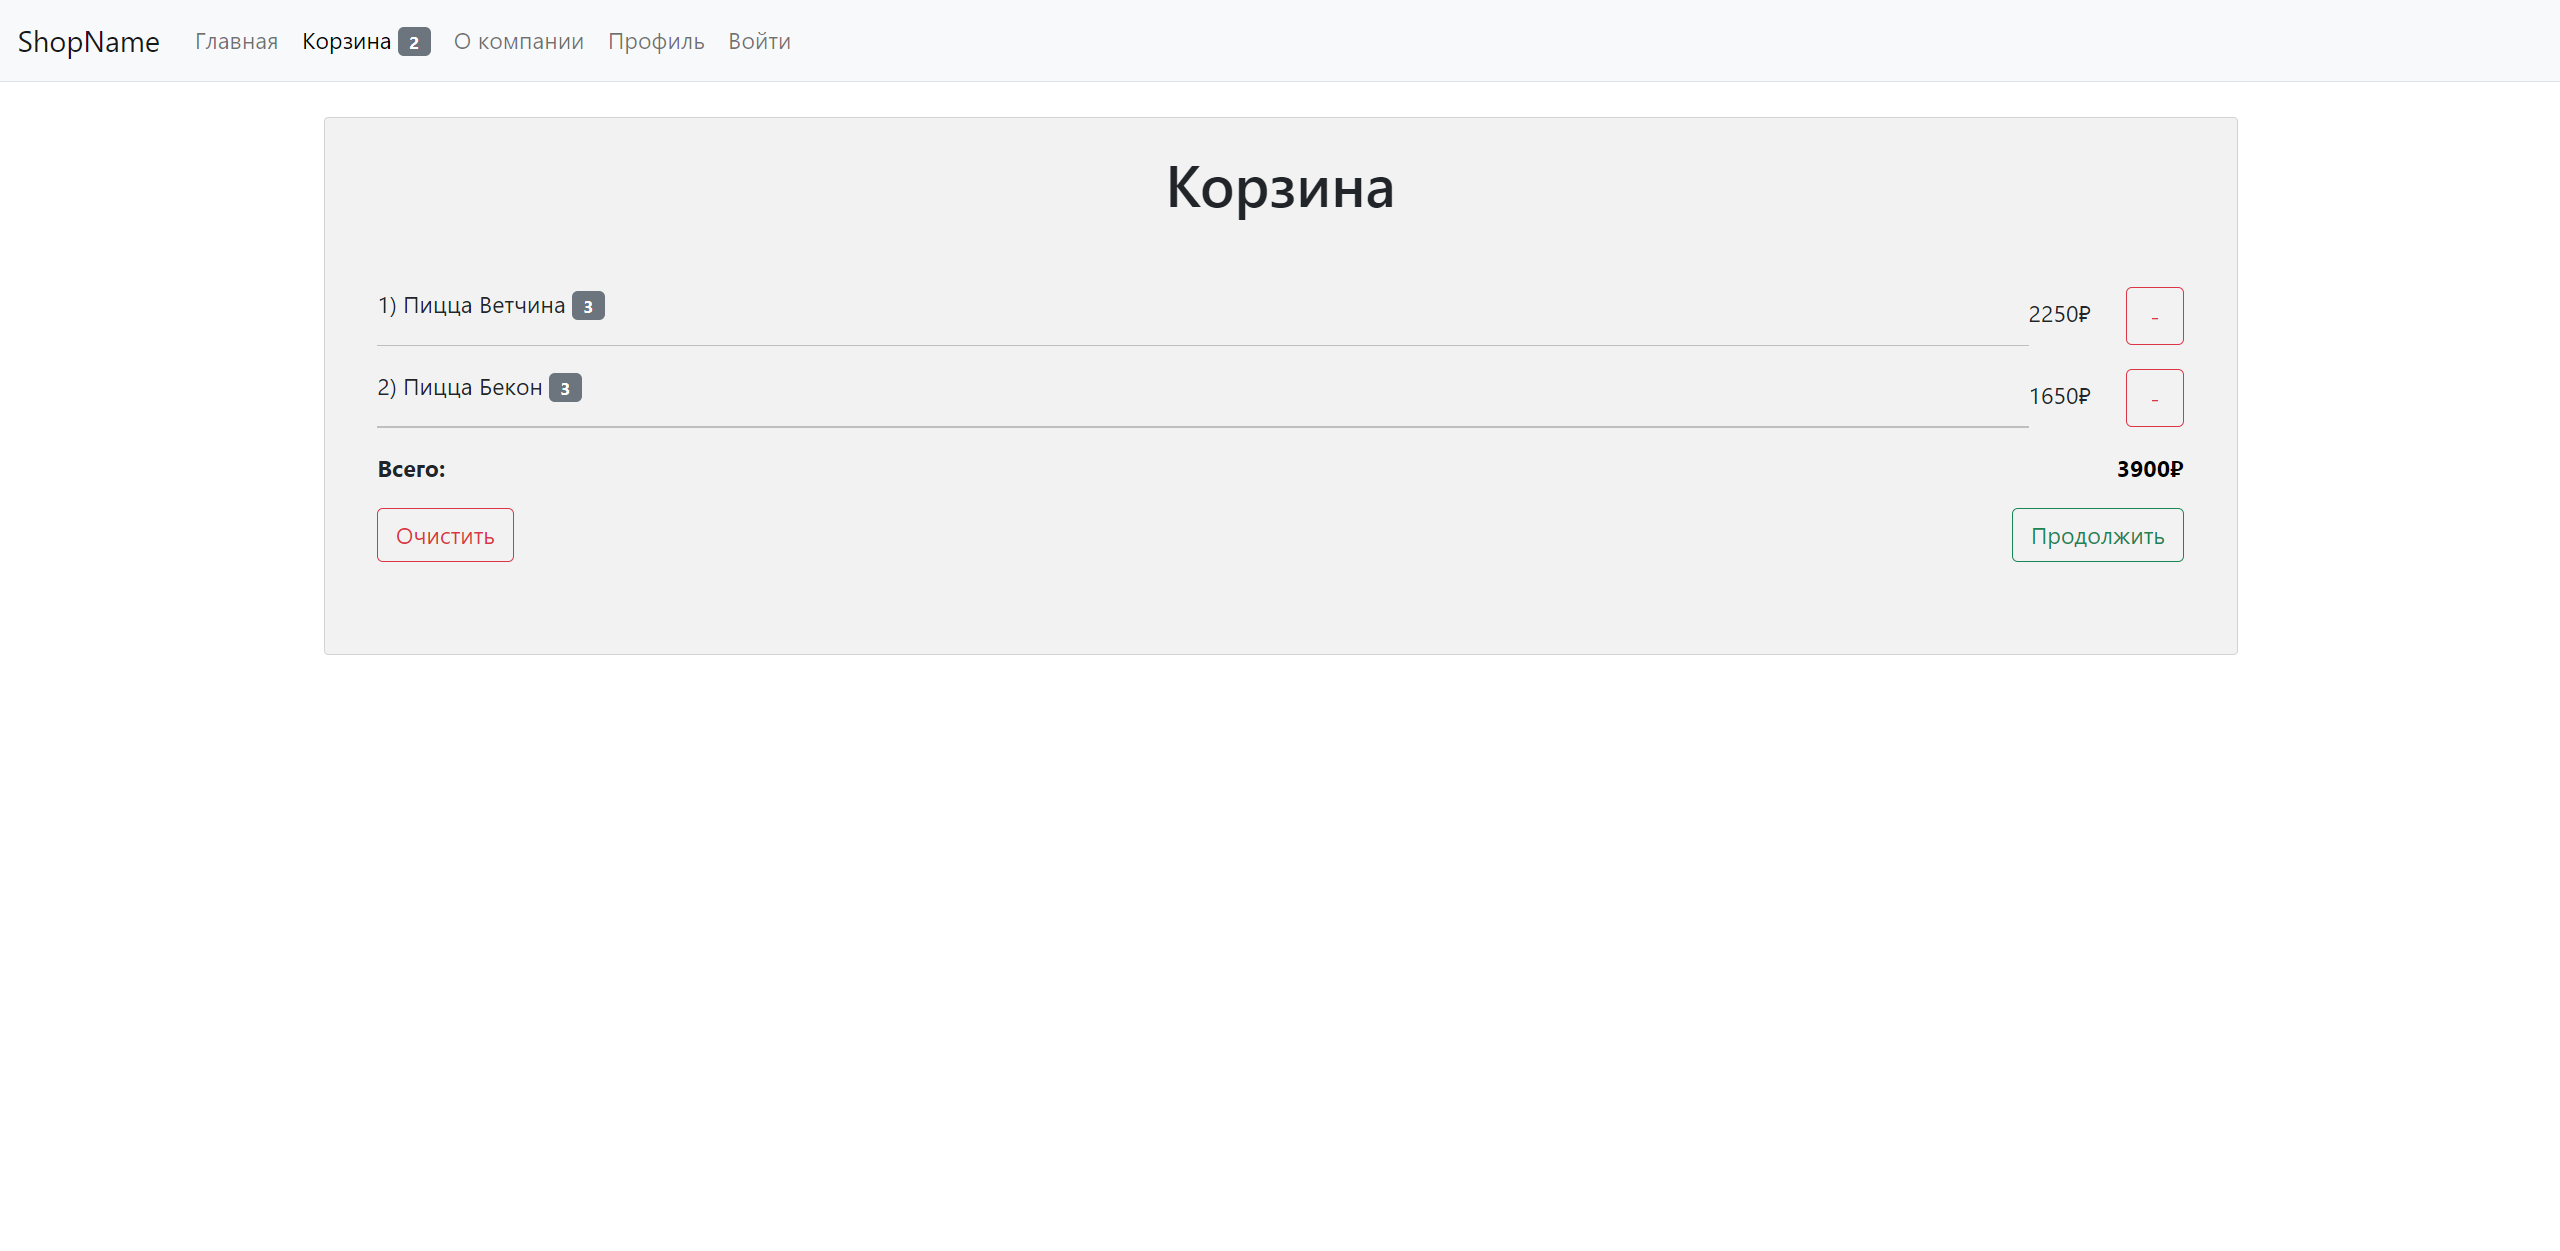 ShopName Главная Корзина 2 О компании Профиль Войти
Корзина
1) Пицца Ветчина 3 2250₽ -
2) Пицца Бекон 3 1650₽ -
Всего: 3900₽
Очистить Продолжить